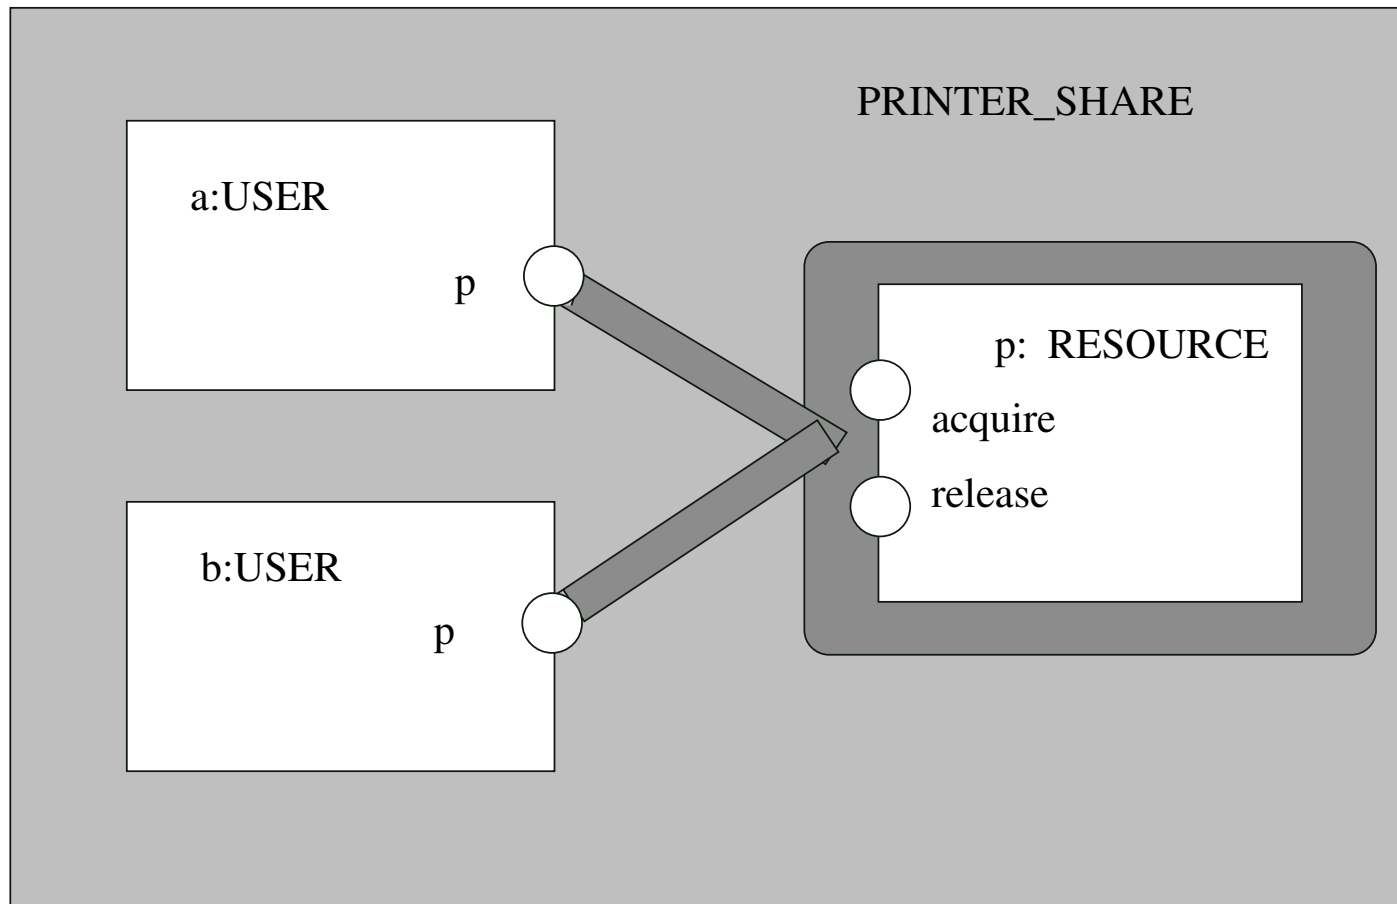 PRINTER_SHARE
a:USER
p
p: RESOURCE
acquire
release
b:USER
p